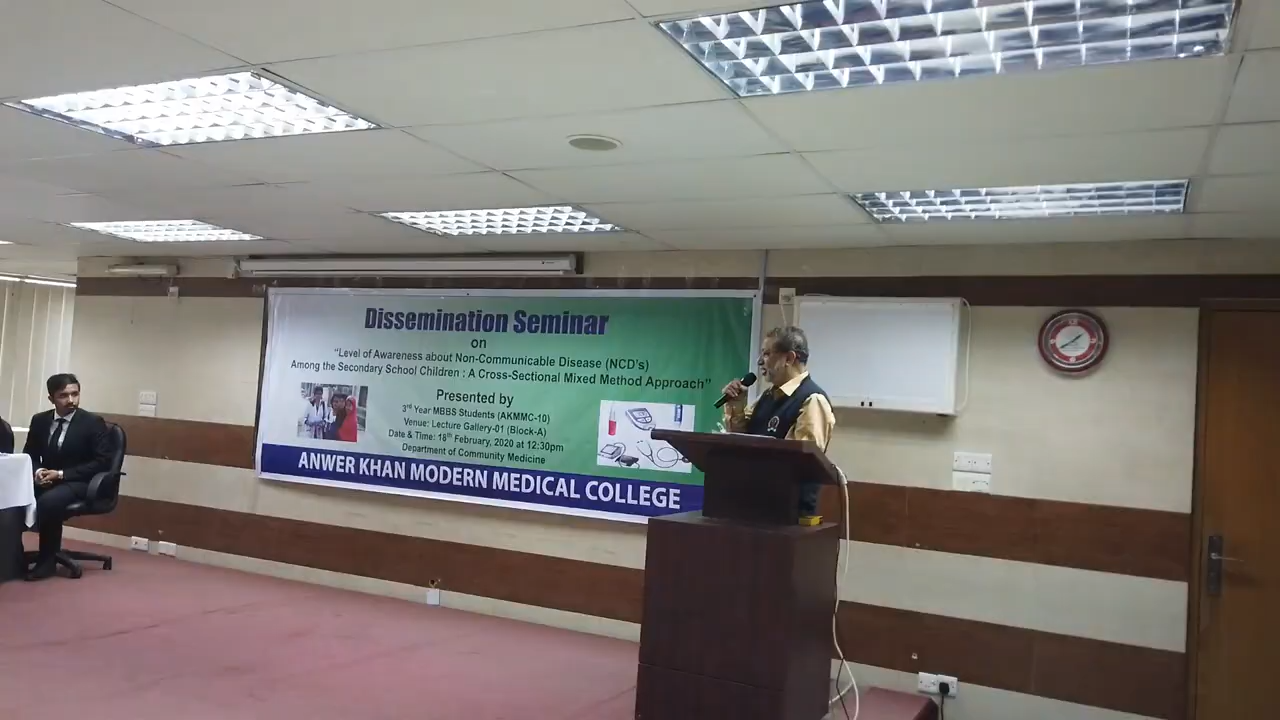 Dissemination Seminar
on
“Level of Awareness about Non-Communicable Disease (NCD's)
Among the Secondary School Children : A Cross-Sectional Mixed Method Approach”
Presented by
3rd Year MBBS Students (AKMMC-10)
Venue: Lecture Gallery-01 (Block-A)
Date & Time: 18th February, 2020 at 12:30pm
Department of Community Medicine
ANWER KHAN MODERN MEDICAL COLLEGE